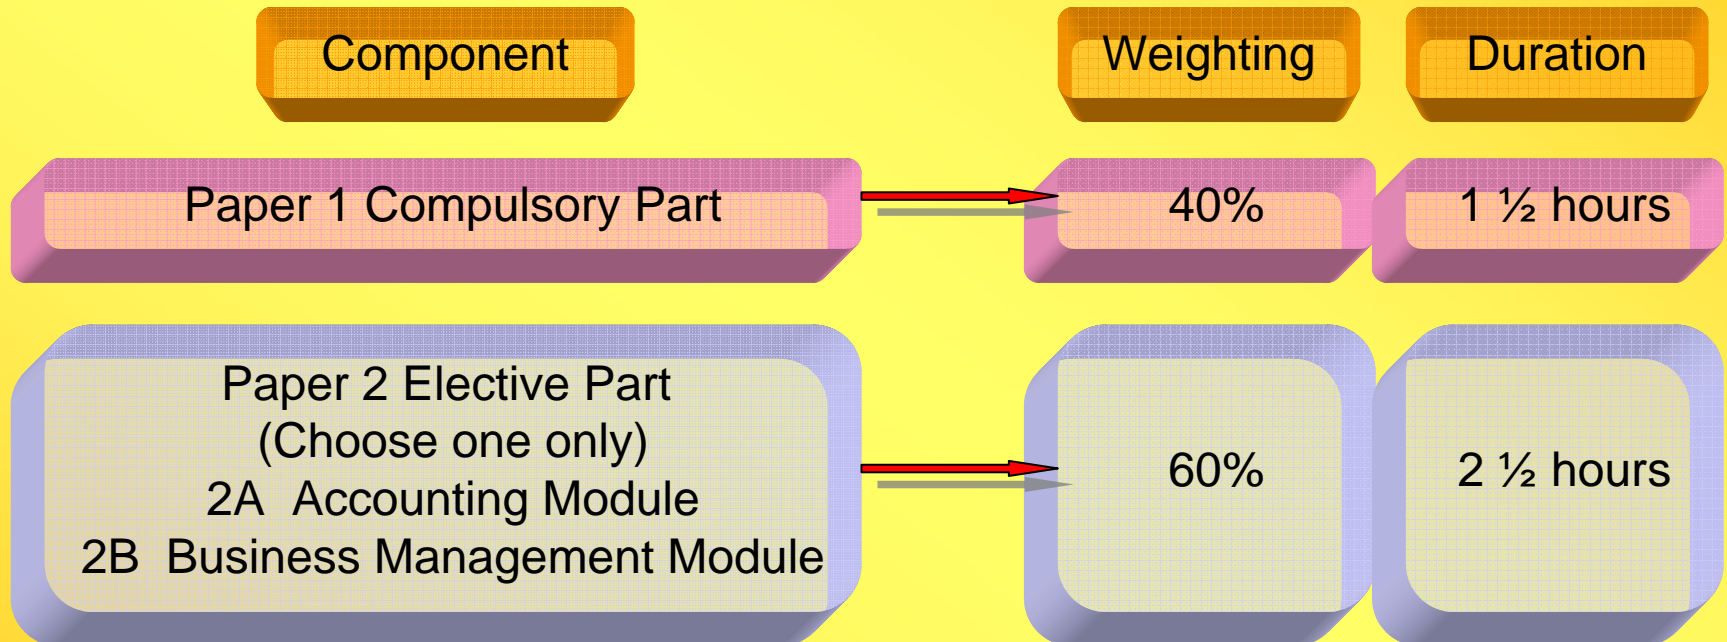 Component Weighting Duration
Paper 1 Compulsory Part 40% 1 ½ hours
Paper 2 Elective Part
(Choose one only)
2A Accounting Module
2B Business Management Module
60% 2 ½ hours